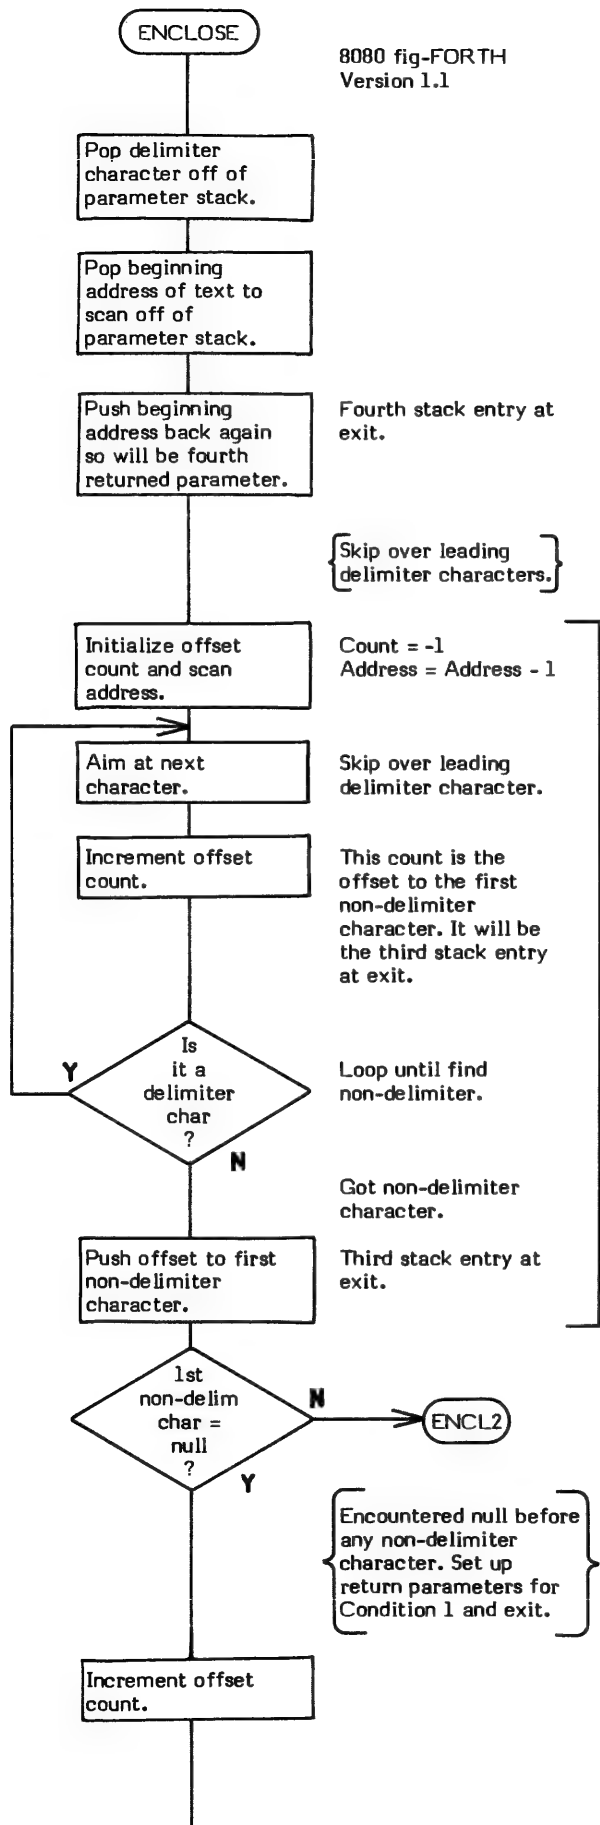 ENCLOSE
8080 fig-FORTH
Version 1.1
Pop delimiter
character off of
parameter stack.
Pop beginning
address of text to
scan off of
parameter stack.
Push beginning
address back again
so will be fourth
returned parameter.
Fourth stack entry at
exit.
Skip over leading
delimiter characters.
Initialize offset
count and scan
address.
Count = -1
Address = Address - 1
Aim at next
character.
Skip over leading
delimiter character.
Increment offset
count.
This count is the
offset to the first
non-delimiter
character. It will be
the third stack entry
at exit.
Is
it a
delimiter
char
?
Y
N
Loop until find
non-delimiter.
Got non-delimiter
character.
Push offset to first
non-delimiter
character.
Third stack entry at
exit.
1st
non-delim
char =
null
?
N
Y
ENCL2
Encountered null before
any non-delimiter
character. Set up
return parameters for
Condition 1 and exit.
Increment offset
count.